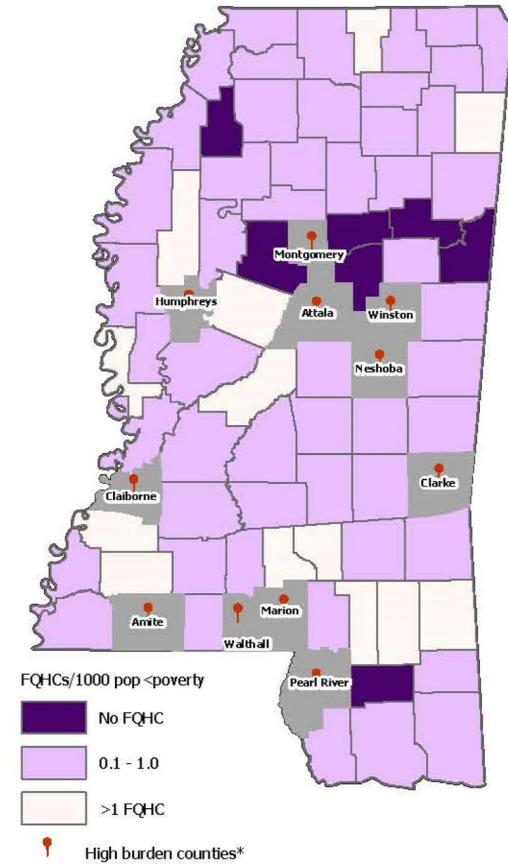 Montgomery
Humphreys
Attala
Winston
Neshoba
Claiborne
Clarke
Amite
Marion
Walthall
Pearl River
FQHCs/1000 pop <poverty
No FQHC
0.1 - 1.0
>1 FQHC
High burden counties*